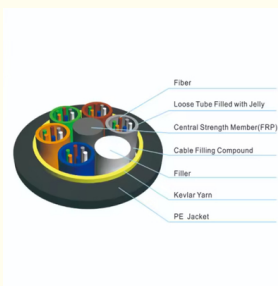 Fiber
Loose Tube Filled with Jelly
Central Strength Member(FRP)
Cable Filling Compound
Filler
Kevlar Yarn
PE Jacket